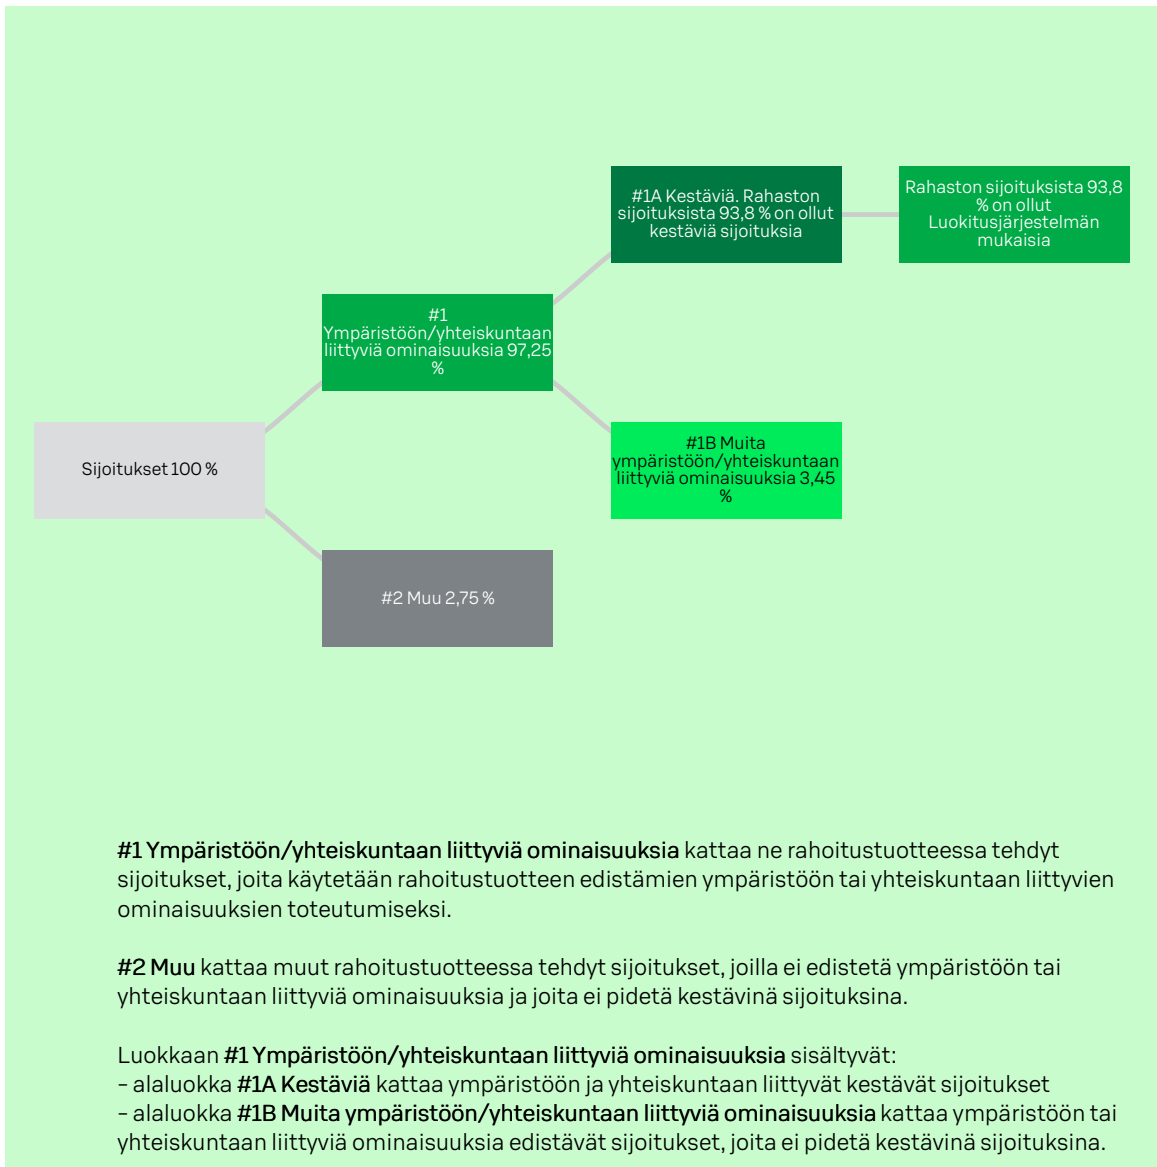 #1A Kestäviä. Rahaston
sijoituksista 93,8 % on ollut
kestäviä sijoituksia
Rahaston sijoituksista 93,8
% on ollut
Luokitusjärjestelmän
mukaisia
#1
Ympäristöön/yhteiskuntaan
liittyviä ominaisuuksia 97,25
%
Sijoitukset 100 %
#1B Muita
ympäristöön/yhteiskuntaan
liittyviä ominaisuuksia 3,45
%
#2 Muu 2,75 %
#1 Ympäristöön/yhteiskuntaan liittyviä ominaisuuksia kattaa ne rahoitustuotteessa tehdyt
sijoitukset, joita käytetään rahoitustuotteen edistämien ympäristöön tai yhteiskuntaan liittyvien
ominaisuuksien toteutumiseksi.
#2 Muu kattaa muut rahoitustuotteessa tehdyt sijoitukset, joilla ei edistetä ympäristöön tai
yhteiskuntaan liittyviä ominaisuuksia ja joita ei pidetä kestävinä sijoituksina.
Luokkaan #1 Ympäristöön/yhteiskuntaan liittyviä ominaisuuksia sisältyvät:
– alaluokka #1A Kestäviä kattaa ympäristöön ja yhteiskuntaan liittyvät kestävät sijoitukset
– alaluokka #1B Muita ympäristöön/yhteiskuntaan liittyviä ominaisuuksia kattaa ympäristöön tai
yhteiskuntaan liittyviä ominaisuuksia edistävät sijoitukset, joita ei pidetä kestävinä sijoituksina.